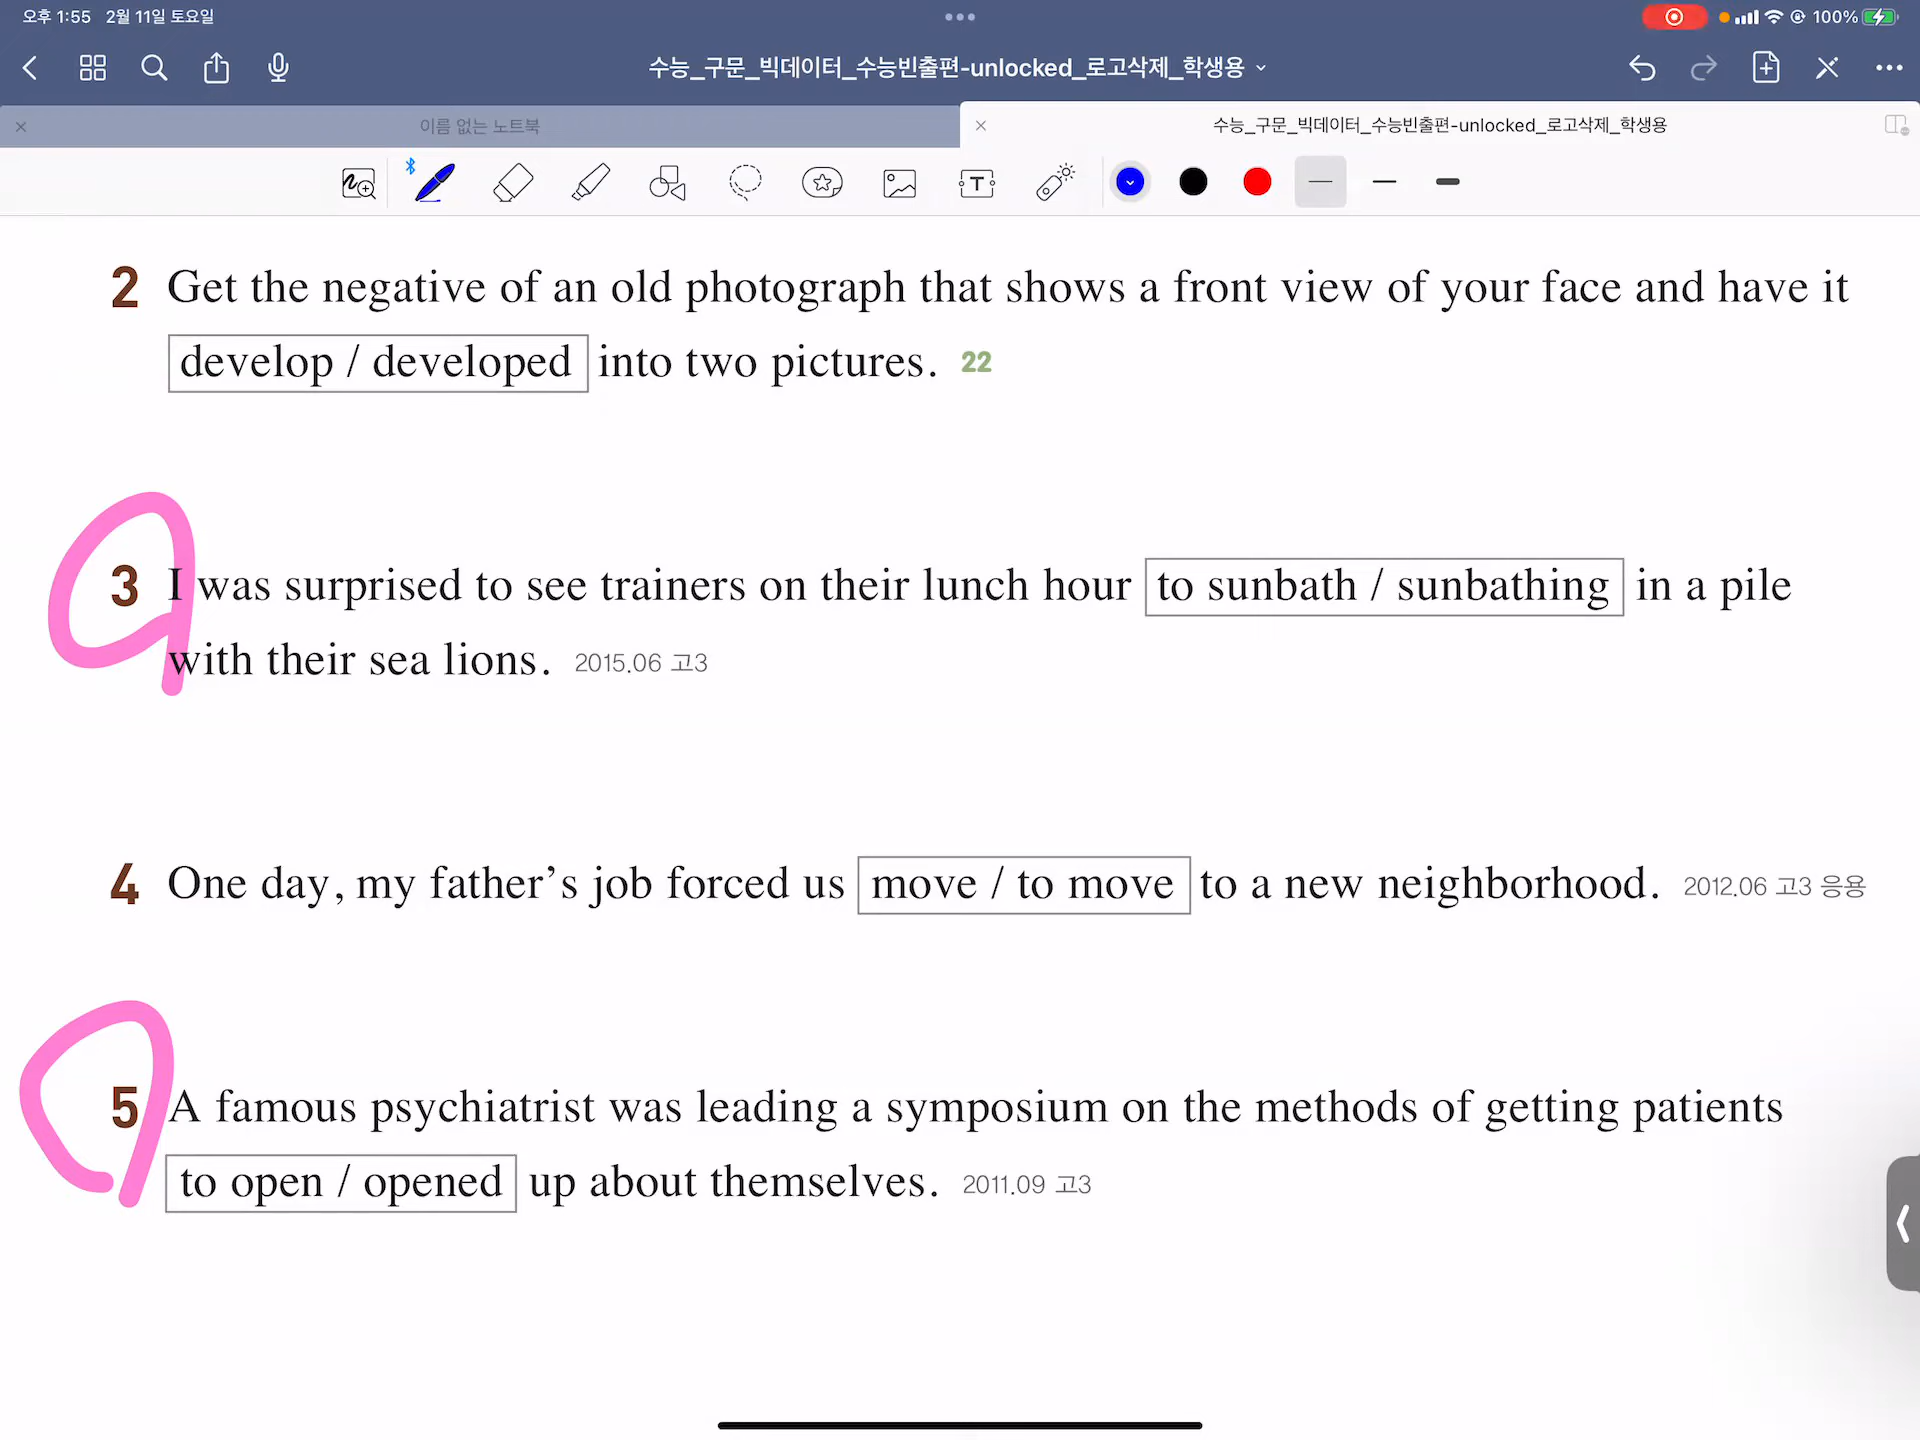 오후 1:55 2월 11일 토요일
100%
수능_구문_빅데이터_수능빈출편-unlocked_로고삭제_학생용
이름 없는 노트북
수능_구문_빅데이터_수능빈출편-unlocked_로고삭제_학생용
T
2 Get the negative of an old photograph that shows a front view of your face and have it
develop / developed into two pictures. 22
3 I was surprised to see trainers on their lunch hour to sunbath / sunbathing in a pile
with their sea lions. 2015.06 고3
4 One day, my father's job forced us move / to move to a new neighborhood. 2012.06 고3 응용
5 A famous psychiatrist was leading a symposium on the methods of getting patients
to open / opened up about themselves. 2011.09 고3